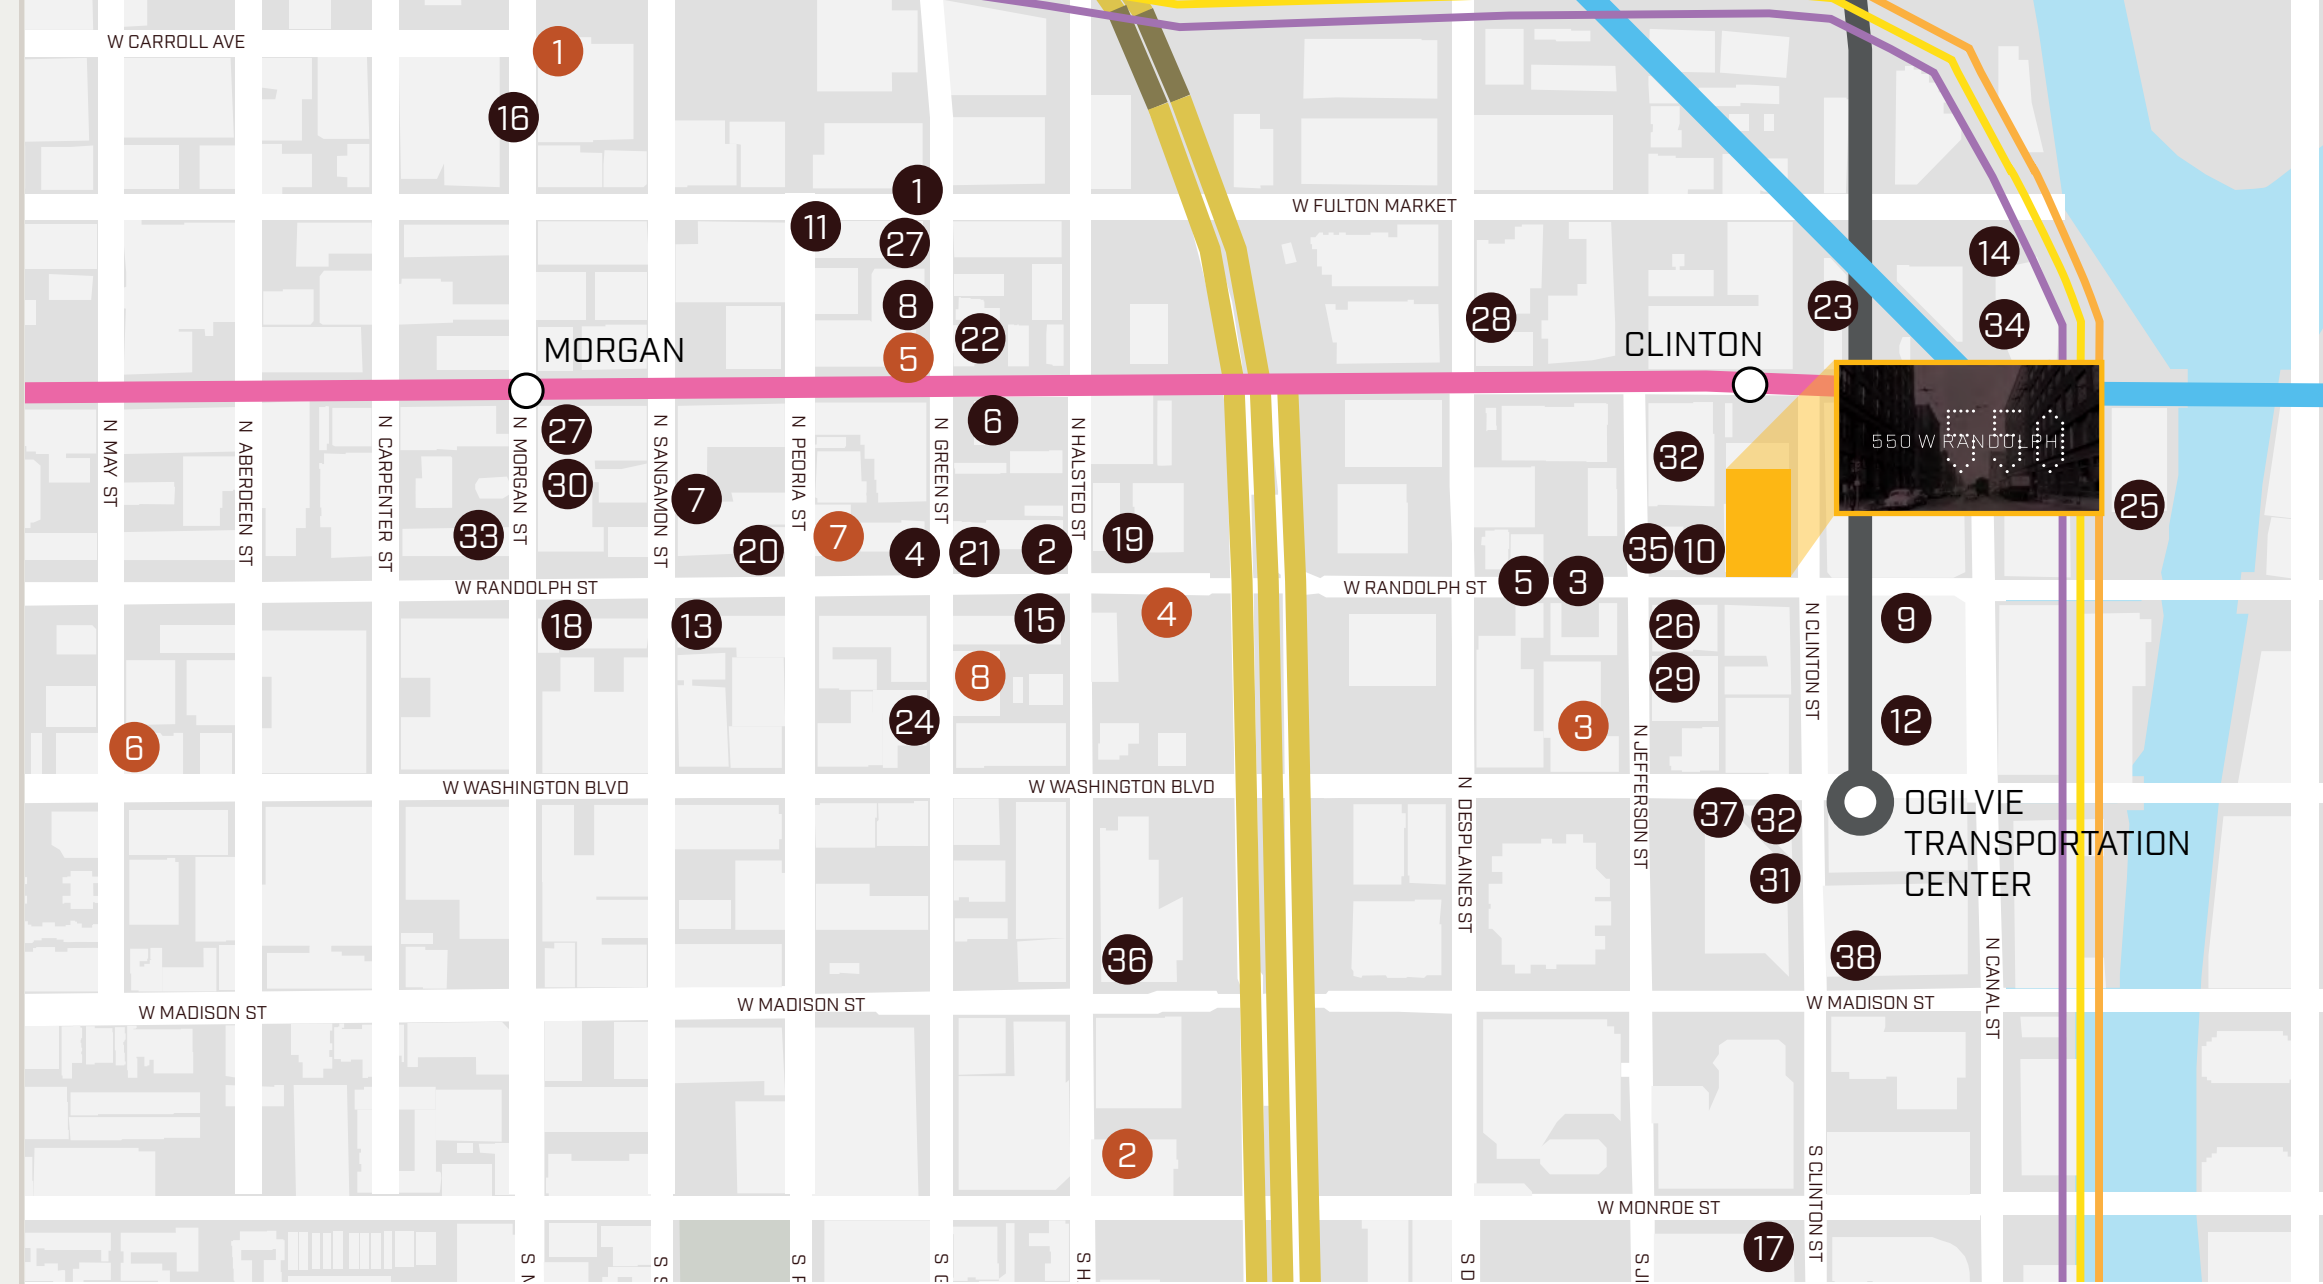 W CARROLL AVE
1
16
1
W FULTON MARKET
11
27
14
8
23
28
34
22
5
MORGAN
CLINTON
6
27
N MAY ST
N ABERDEEN ST
N CARPENTER ST
N MORGAN ST
N SANGAMON ST
N PEORIA ST
N GREEN ST
N HALSTED ST
550 W RANDOLPH
550
32
30
7
25
33
20
7
4
21
2
19
35
10
5
3
W RANDOLPH ST
W RANDOLPH ST
18
13
15
4
26
9
8
29
N CLINTON ST
24
3
12
6
W WASHINGTON BLVD
W WASHINGTON BLVD
N DESPLAINES ST
N JEFFERSON ST
37
32
OGILVIE
TRANSPORTATION
CENTER
31
36
38
N CANAL ST
W MADISON ST
W MADISON ST
W MADISON ST
2
W MONROE ST
S CLINTON ST
17
S
S S
S
S
S H
S D
S J